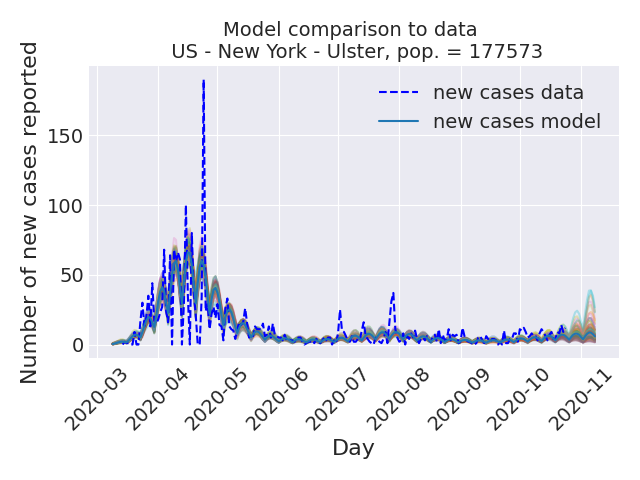 Model comparison to data
US - New York - Ulster, pop. = 177573
Number of new cases reported
150
100
50
0
new cases data
new cases model
2020-03
2020-04
2020-05
2020-06
2020-07
2020-08
2020-09
2020-10
2020-11
Day